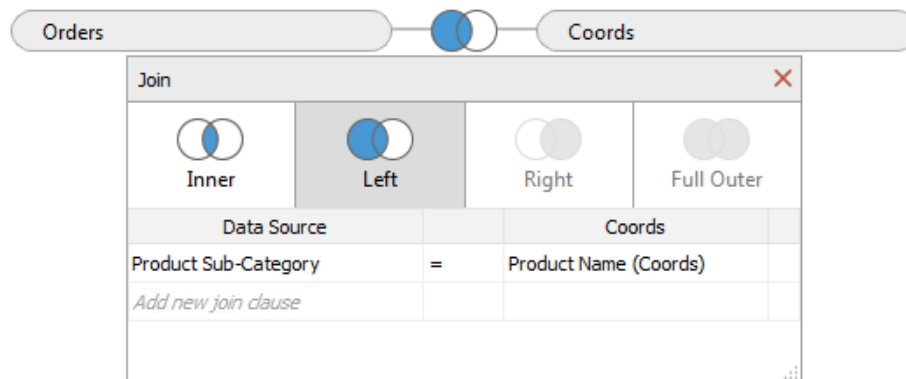 Orders Coords
Join
Inner Left Right Full Outer
Data Source Coords
Product Sub-Category = Product Name (Coords)
Add new join clause